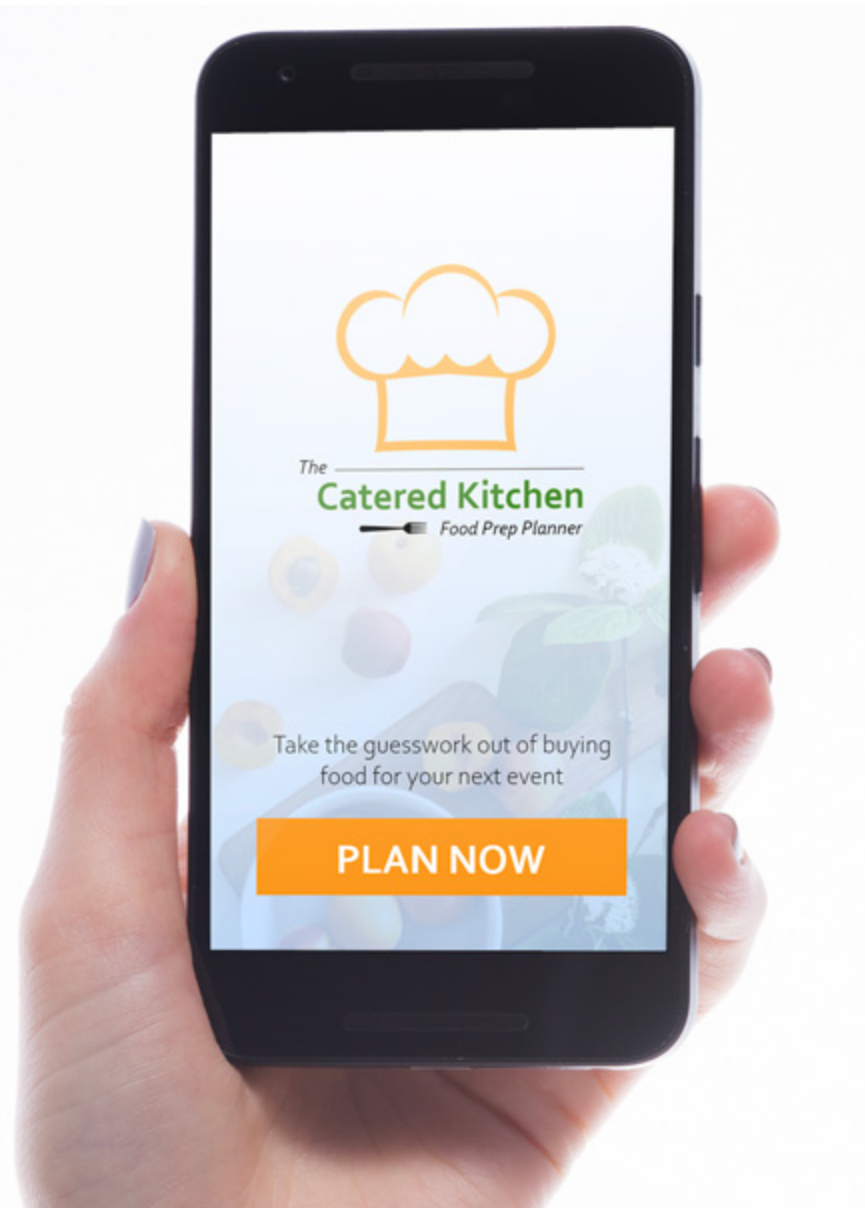 The
Catered Kitchen
Food Prep Planner
Take the guesswork out of buying
food for your next event
PLAN NOW